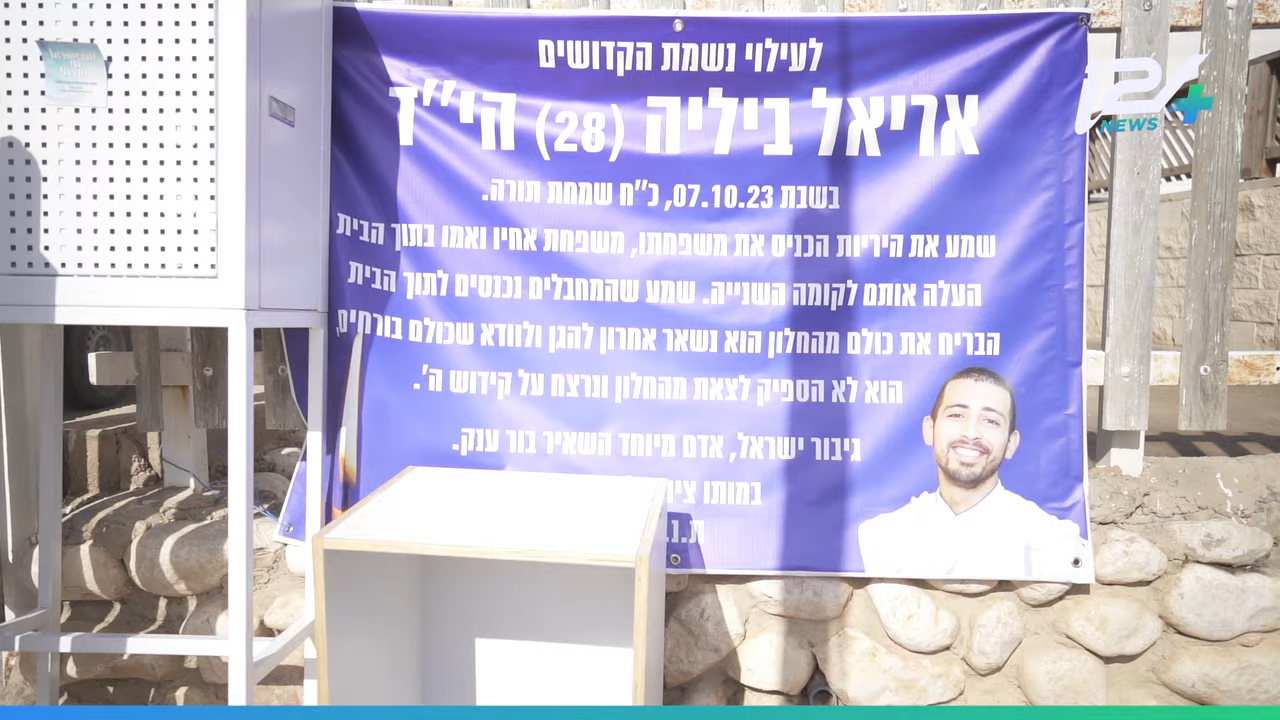 לעילוי נשמת הקדושים
אריאל ביליה (28) הי״ד
בשבת 07.10.23, כ״ח שמחת תורה.
שמע את היריות הכניס את משפחתו, משפחת אחיו ואמו בתוך הבית
העלה אותם לקומה השנייה. שמע שהמחבלים נכנסים לתוך הבית
הבריח את כולם מהחלון הוא נשאר אחרון להגן ולוודא שכולם בורחים,
הוא לא הספיק לצאת מהחלון ונרצח על קידוש ה'.
גיבור ישראל, אדם מיוחד השאיר בור ענק.
במותו
ת.נ.
NEWS